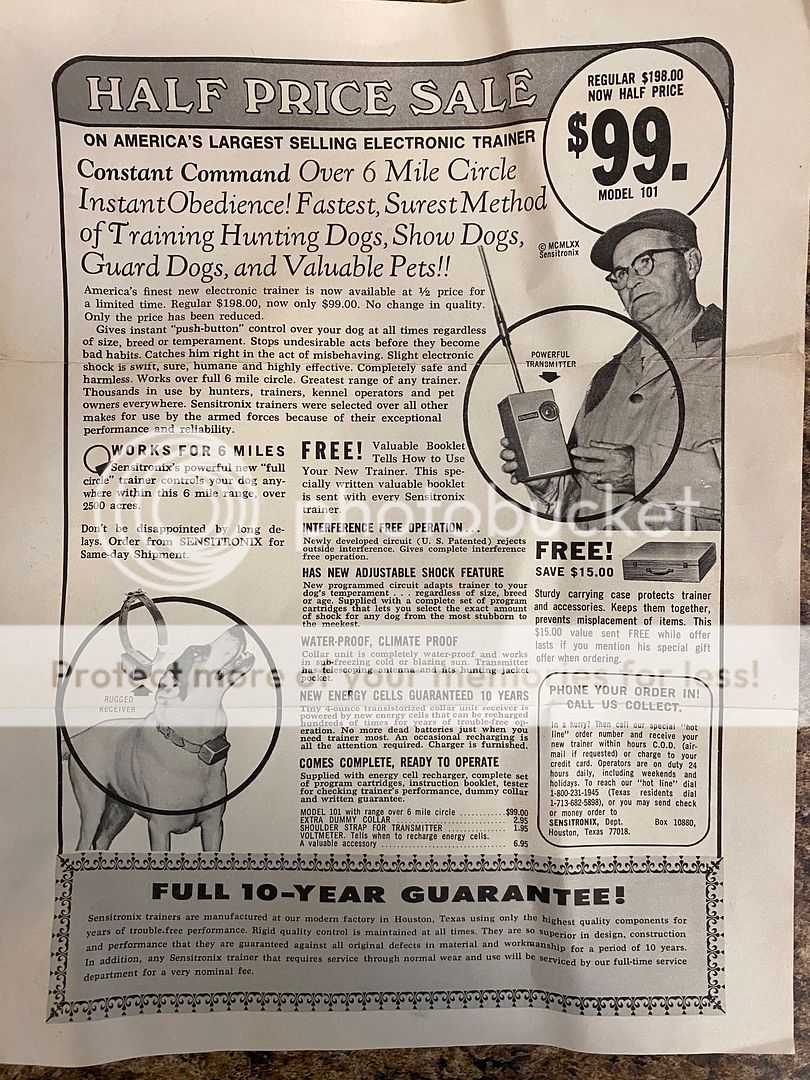 HALF PRICE SALE
REGULAR $198.00
NOW HALF PRICE
$99.
MODEL 101
ON AMERICA'S LARGEST SELLING ELECTRONIC TRAINER
Constant Command Over 6 Mile Circle
Instant Obedience! Fastest, Surest Method
of Training Hunting Dogs, Show Dogs,
Guard Dogs, and Valuable Pets!!
© MCMLXX
Sensitronix
America's finest new electronic trainer is now available at ½ price for
a limited time. Regular $198.00, now only $99.00. No change in quality.
Only the price has been reduced.
Gives instant "push-button" control over your dog at all times regardless
of size, breed or temperament. Stops undesirable acts before they become
bad habits. Catches him right in the act of misbehaving. Slight electronic
shock is swift, sure, humane and highly effective. Completely safe and
harmless. Works over full 6 mile circle. Greatest range of any trainer.
Thousands in use by hunters, trainers, kennel operators and pet
owners everywhere. Sensitronix trainers were selected over all other
makes for use by the armed forces because of their exceptional
performance and reliability.
POWERFUL
TRANSMITTER
WORKS FOR 6 MILES
Sensitronix's powerful new "full
circle" trainer controls your dog any-
where within this 6 mile range, over
2500 acres.
Don't be disappointed by long de-
lays. Order from SENSITRONIX for
Same-day Shipment.
RUGGED
RECEIVER
FREE! Valuable Booklet
Tells How to Use
Your New Trainer. This spe-
cially written valuable booklet
is sent with every Sensitronix
trainer.
INTERFERENCE FREE OPERATION...
Newly developed circuit (U. S. Patented) rejects
outside interference. Gives complete interference
free operation.
HAS NEW ADJUSTABLE SHOCK FEATURE
New programmed circuit adapts trainer to your
dog's temperament . . . regardless of size, breed
or age. Supplied with a complete set of program
cartridges that lets you select the exact amount
of shock for any dog from the most stubborn to
the meekest.
WATER-PROOF, CLIMATE PROOF
Collar unit is completely water-proof and works
in sub-freezing cold or blazing sun. Transmitter
has telescoping antenna and fits hunting jacket
pocket.
NEW ENERGY CELLS GUARANTEED 10 YEARS
Tiny 4-ounce transistorized collar unit receiver is
powered by new energy cells that can be recharged
hundreds of times for years of trouble-free op-
eration. No more dead batteries just when you
need trainer most. An occasional recharging is
all the attention required. Charger is furnished.
COMES COMPLETE, READY TO OPERATE
Supplied with energy cell recharger, complete set
of program cartridges, instruction booklet, tester
for checking trainer's performance, dummy collar
and written guarantee.
MODEL 101 with range over 6 mile circle ............$99.00
EXTRA DUMMY COLLAR ............ 2.95
SHOULDER STRAP FOR TRANSMITTER ............ 1.95
VOLTMETER. Tells when to recharge energy cells.
A valuable accessory ............ 6.95
FREE!
SAVE $15.00
Sturdy carrying case protects trainer
and accessories. Keeps them together,
prevents misplacement of items. This
$15.00 value sent FREE while offer
lasts if you mention his special gift
offer when ordering.
PHONE YOUR ORDER IN!
CALL US COLLECT.
In a hurry? Then call our special "hot
line" order number and receive your
new trainer within hours C.O.D. (air-
mail if requested) or charge to your
credit card. Operators are on duty 24
hours daily, including weekends and
holidays. To reach our "hot line" dial
1-800-231-1945 (Texas residents dial
1-713-682-5898), or you may send check
or money order to
SENSITRONIX, Dept. Box 10880,
Houston, Texas 77018.
FULL 10-YEAR GUARANTEE!
Sensitronix trainers are manufactured at our modern factory in Houston, Texas using only the highest quality components for
years of trouble-free performance. Rigid quality control is maintained at all times. They are so superior in design, construction
and performance that they are guaranteed against all original defects in material and workmanship for a period of 10 years.
In addition, any Sensitronix trainer that requires service through normal wear and use will be serviced by our full-time service
department for a very nominal fee.
photobucket
Protect more of your memories for less!